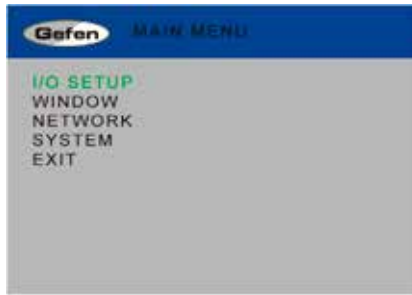 Gefen MAIN MENU
I/O SETUP
WINDOW
NETWORK
SYSTEM
EXIT